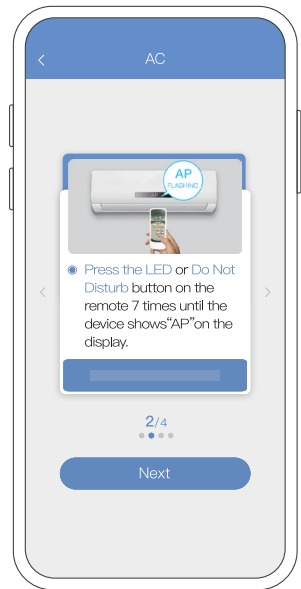 AC
AP
FLASHING
Press the LED or Do Not
Disturb button on the
remote 7 times until the
device shows“AP”on the
display.
2/4
Next